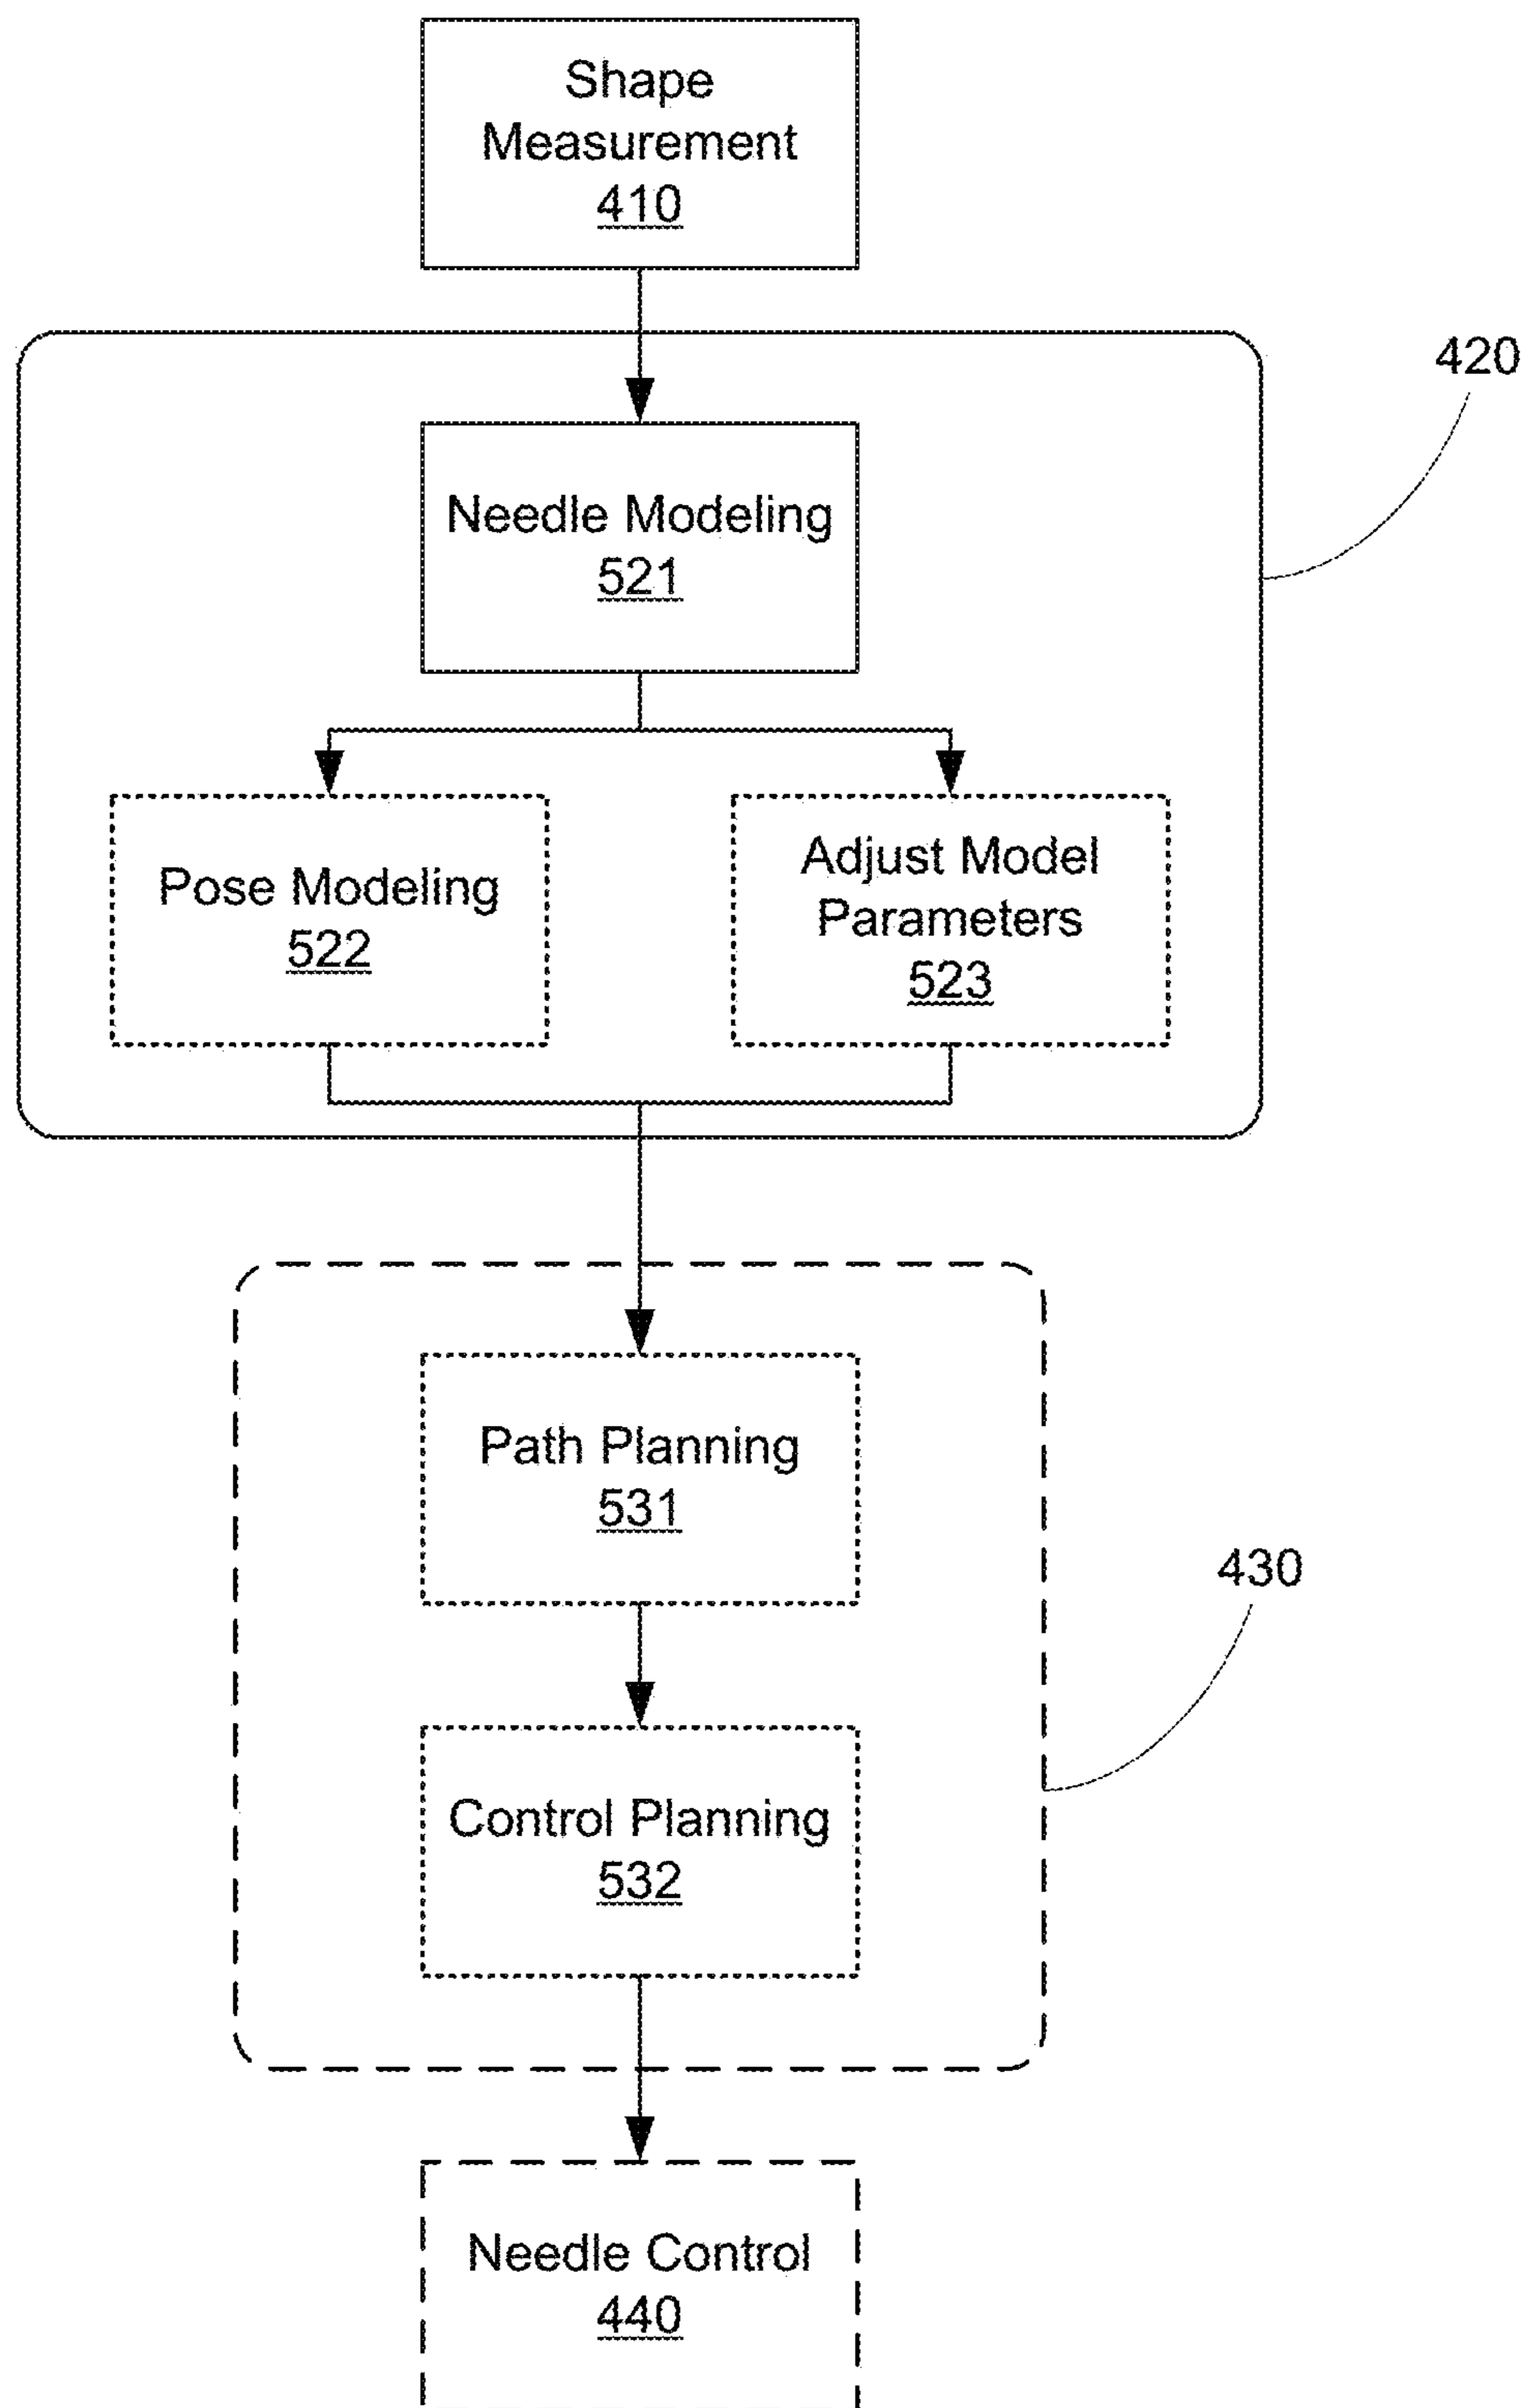 Shape
Measurement
410
420
Needle Modeling
521
Pose Modeling
522
Adjust Model
Parameters
523
Path Planning
531
430
Control Planning
532
Needle Control
440